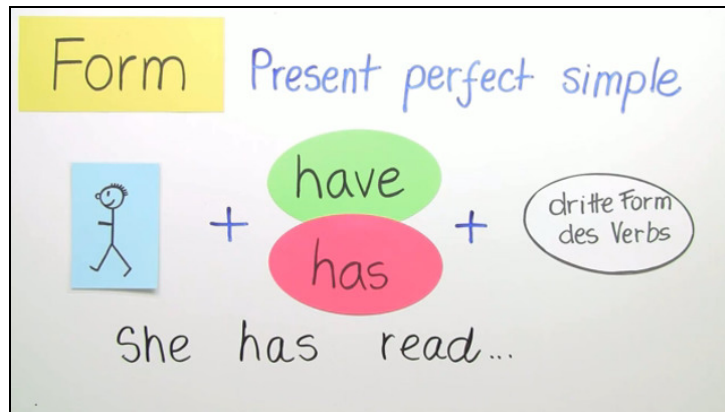 Form Present perfect simple
have
+ +
has
dritte Form
des Verbs
She has read...